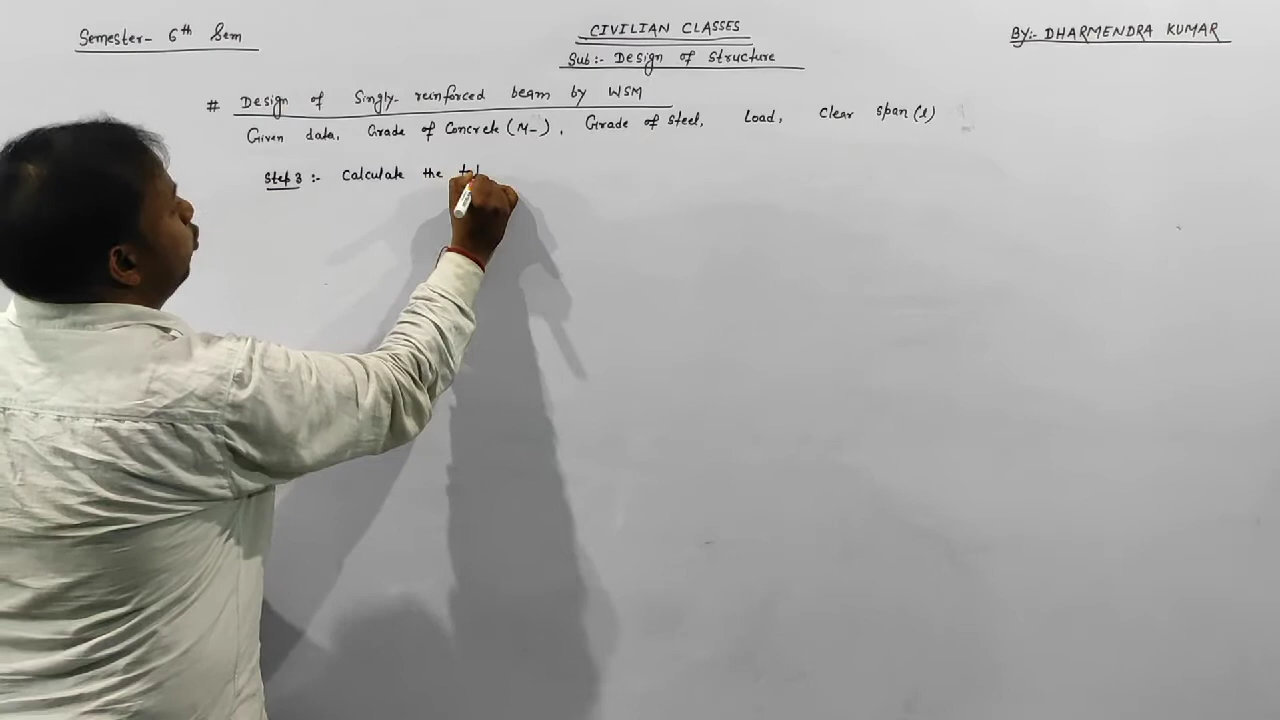 Semester- 6th Sem
CIVILIAN CLASSES
By:- DHARMENDRA KUMAR
Sub:- Design of structure
# Design of Singly- reinforced beam by WSM
Given data, Grade of Concrete (M-), Grade of steel, Load, Clear span (l)
Step 3 :- Calculate the